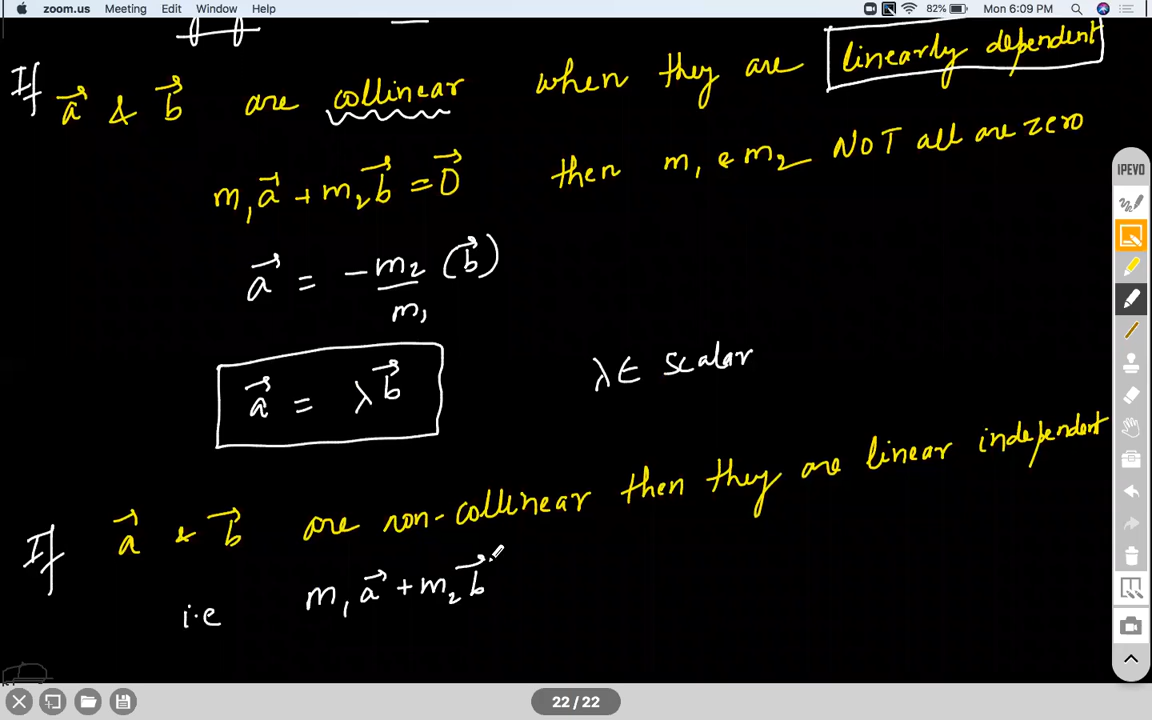 zoom.us Meeting Edit Window Help 82% Mon 6:09 PM
If a⃗ & b⃗ are collinear when they are linearly dependent
m₁a⃗ + m₂b⃗ = 0⃗ then m₁ & m₂ NOT all are zero
a⃗ = -m₂/m₁ (b⃗)
a⃗ = λb⃗ λ ∈ scalar
If a⃗ & b⃗ are non-collinear then they are linear independent
i.e m₁a⃗ + m₂b⃗
IPEVO
22 / 22